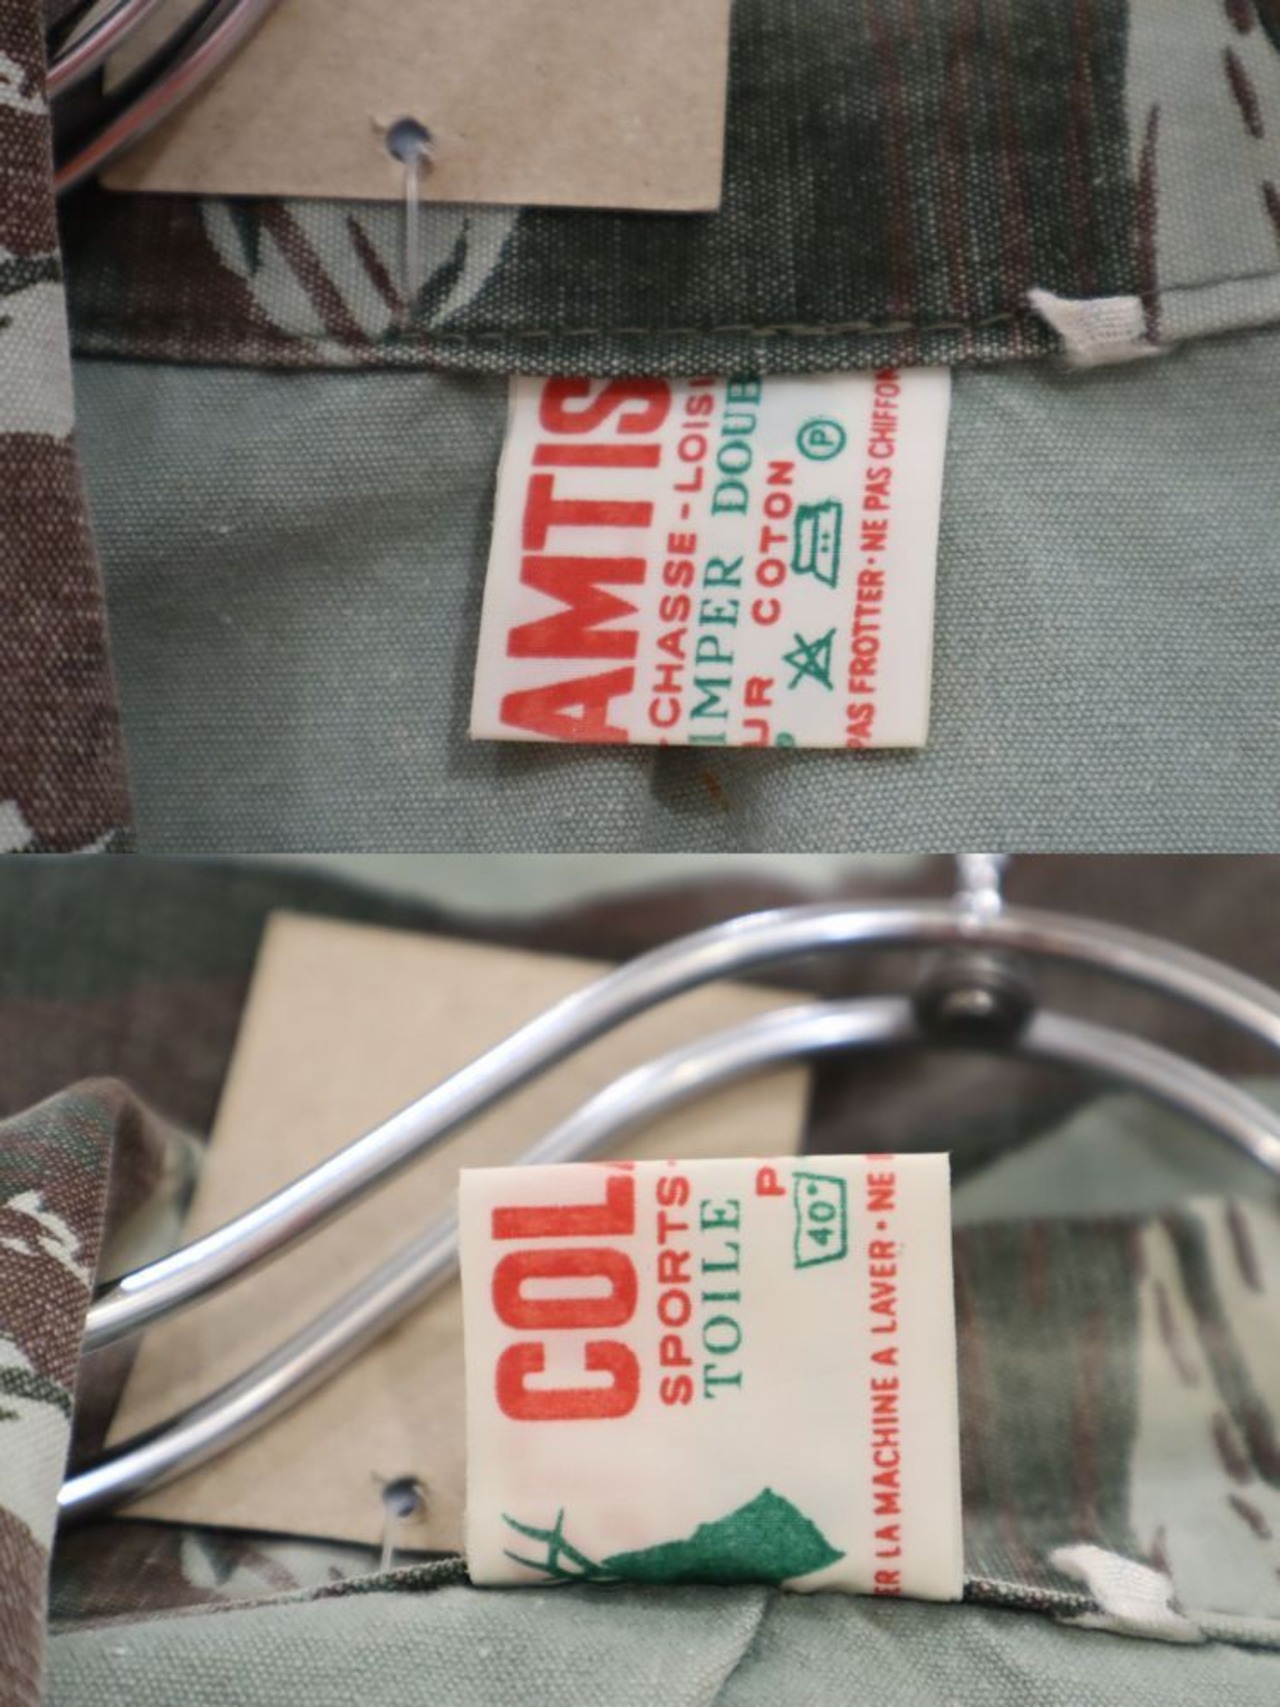 AMTIS
CHASSE-LOISI
IMPER DOUB
UR COTON
P
PAS FROTTER·NE PAS CHIFFON
COL
SPORTS-
TOILE
P
40°
ER LA MACHINE A LAVER·NE